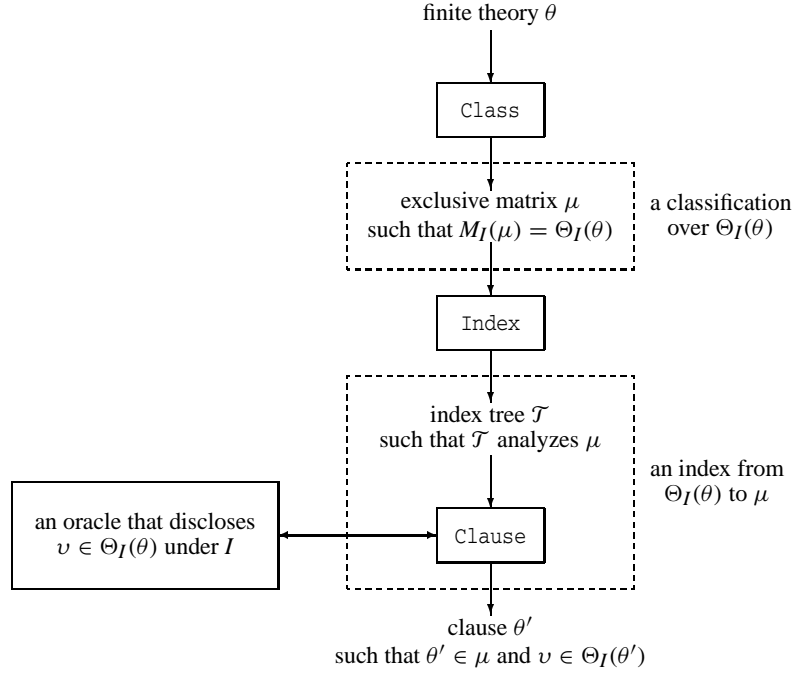 finite theory θ
Class
exclusive matrix μ
such that M_I(μ) = Θ_I(θ)
a classification
over Θ_I(θ)
Index
index tree 𝒯
such that 𝒯 analyzes μ
an index from
Θ_I(θ) to μ
an oracle that discloses
υ ∈ Θ_I(θ) under I
Clause
clause θ′
such that θ′ ∈ μ and υ ∈ Θ_I(θ′)